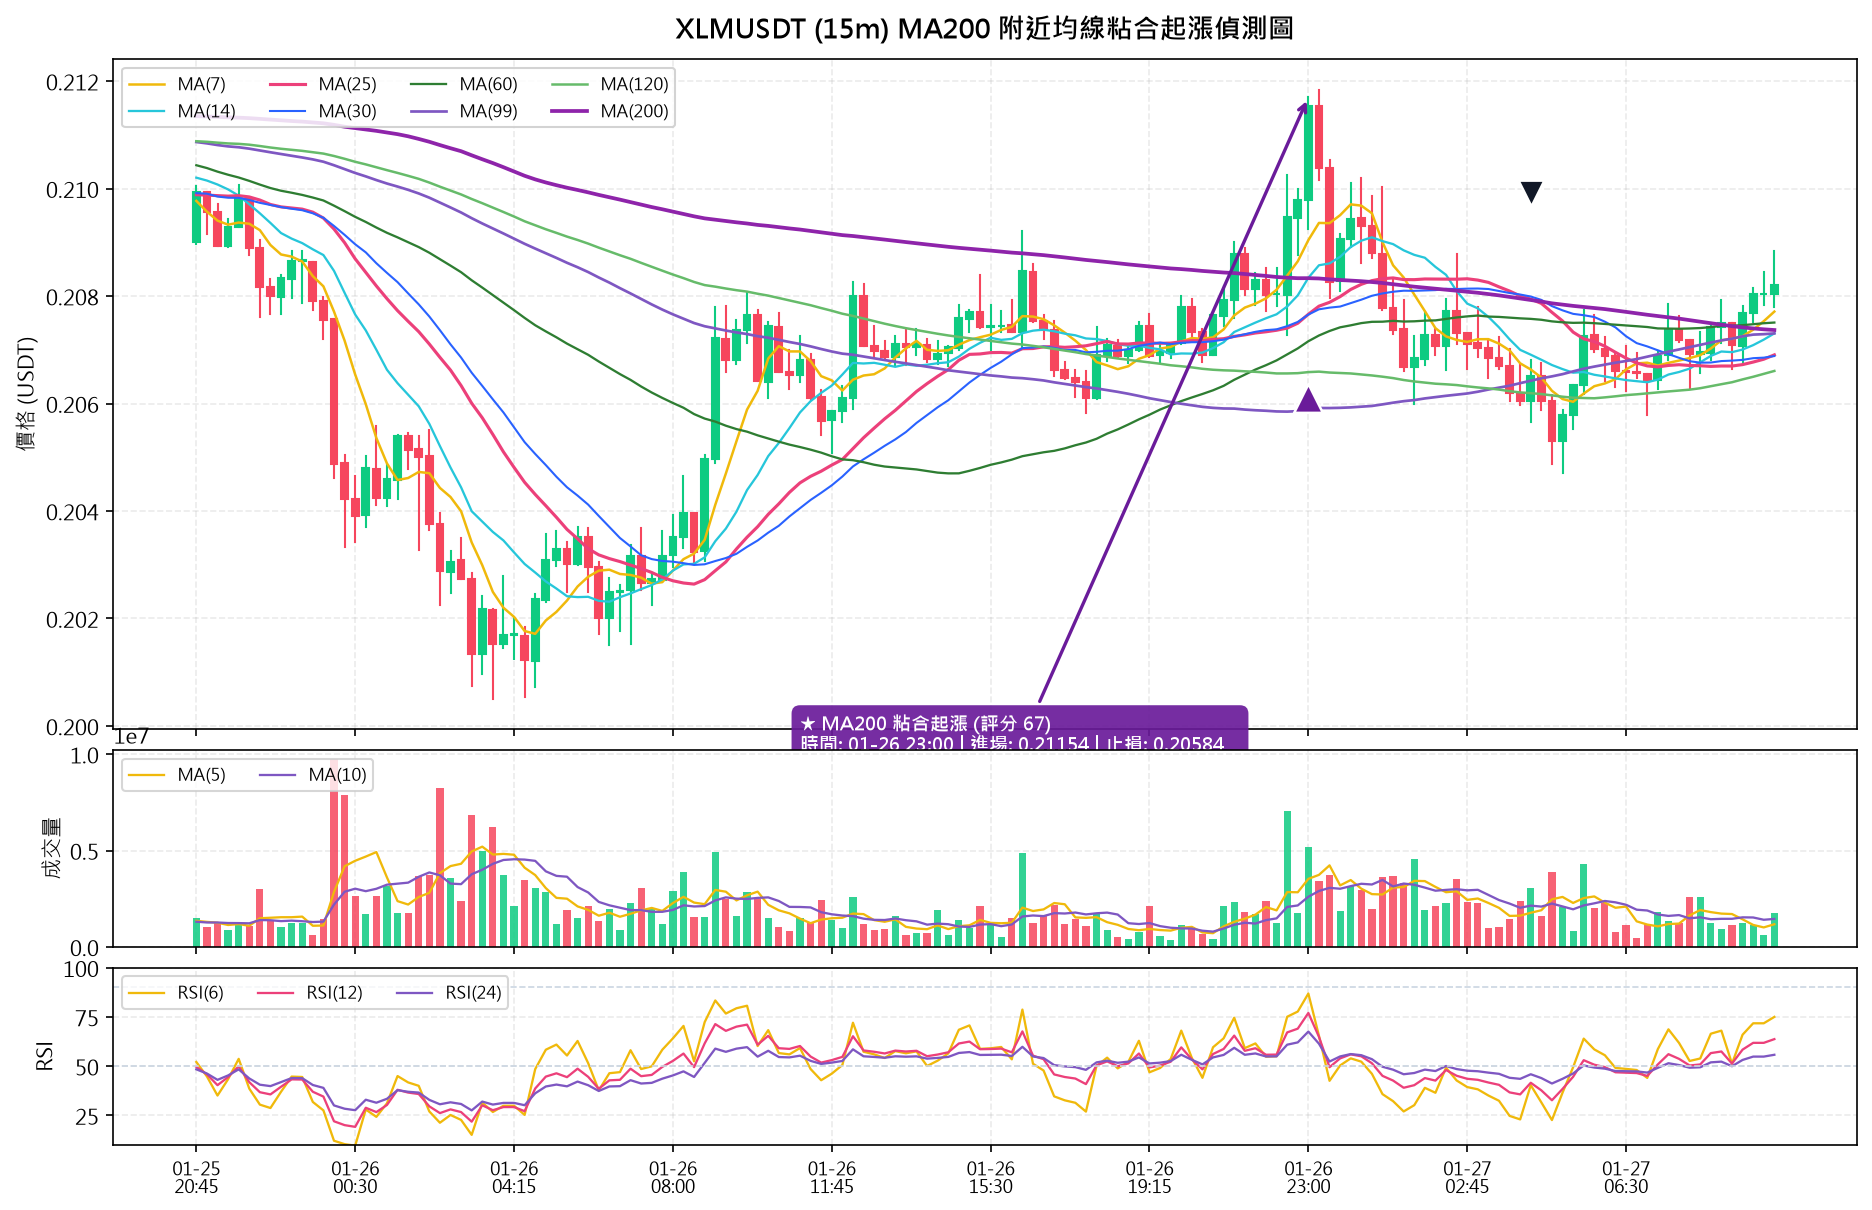 XLMUSDT (15m) MA200 附近均線粘合起漲偵測圖
MA(7) MA(25) MA(60) MA(120)
MA(14) MA(30) MA(99) MA(200)
價格 (USDT)
0.212
0.210
0.208
0.206
0.204
0.202
0.200
★ MA200 粘合起漲 (評分 67)
時間: 01-26 23:00 | 進場: 0.21154 | 止損: 0.20584
1e7
MA(5) MA(10)
成交量
1.0
0.5
0.0
RSI(6) RSI(12) RSI(24)
RSI
100
75
50
25
01-25 01-26 01-26 01-26 01-26 01-26 01-26 01-26 01-27 01-27
20:45 00:30 04:15 08:00 11:45 15:30 19:15 23:00 02:45 06:30